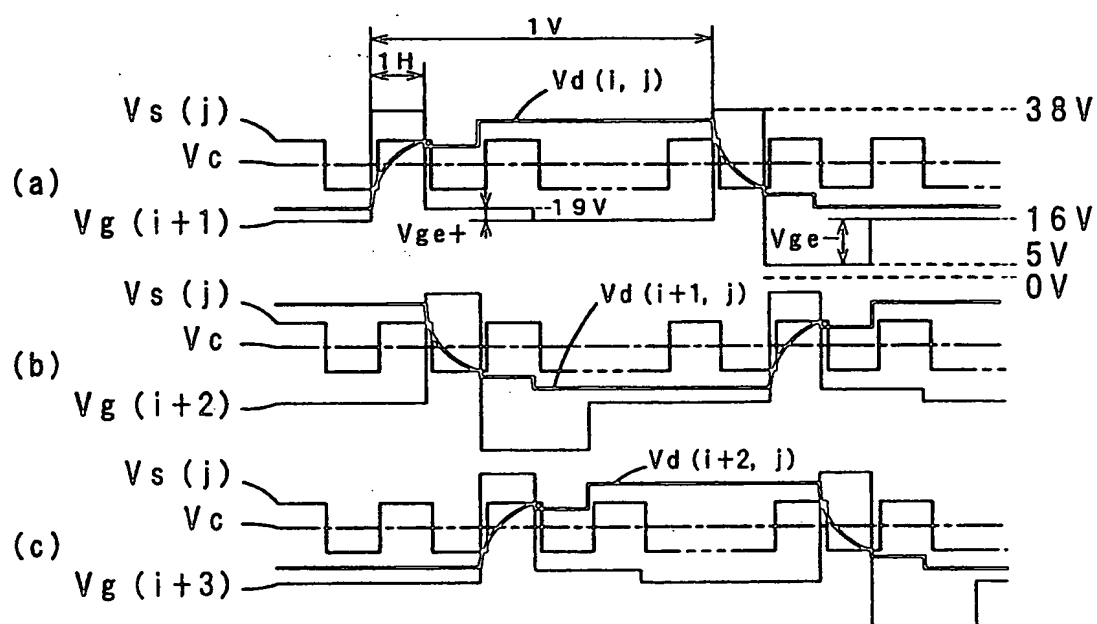 1V
1H
Vd(i, j)
Vs(j)
38V
Vc
(a)
Vg(i+1)
19V
Vge+
Vge-
16V
5V
0V
Vs(j)
Vd(i+1, j)
Vc
(b)
Vg(i+2)
Vs(j)
Vd(i+2, j)
Vc
(c)
Vg(i+3)